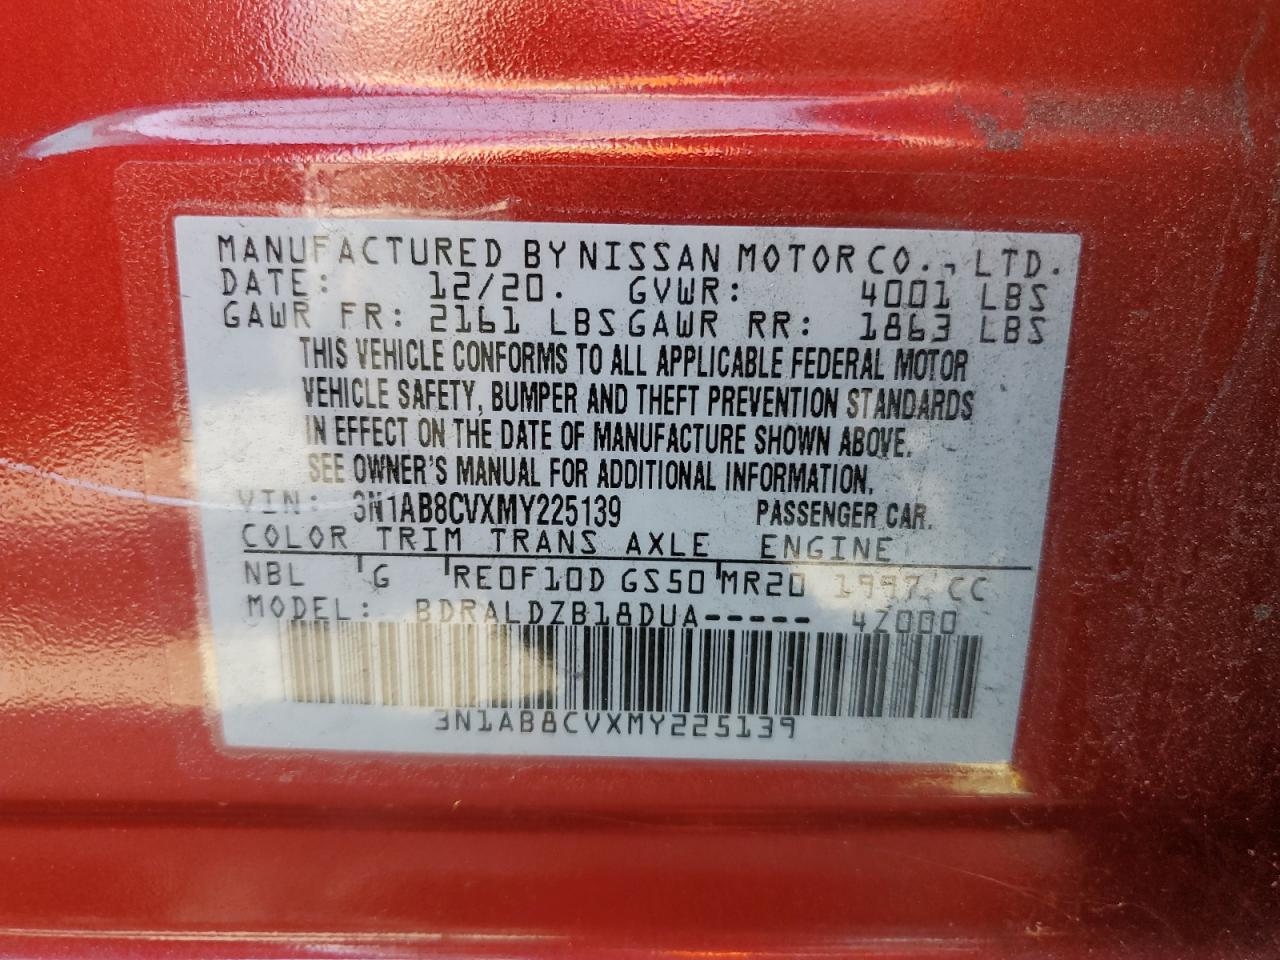 MANUFACTURED BY NISSAN MOTOR CO., LTD.
DATE: 12/20. GVWR: 4001 LBS
GAWR FR: 2161 LBS GAWR RR: 1863 LBS
THIS VEHICLE CONFORMS TO ALL APPLICABLE FEDERAL MOTOR
VEHICLE SAFETY, BUMPER AND THEFT PREVENTION STANDARDS
IN EFFECT ON THE DATE OF MANUFACTURE SHOWN ABOVE.
SEE OWNER'S MANUAL FOR ADDITIONAL INFORMATION.
VIN: 3N1AB8CVXMY225139 PASSENGER CAR.
COLOR TRIM TRANS AXLE ENGINE
NBL G RE0F10D GS50 MR20 1997 CC
MODEL: BDRALDZB18DUA----- 4Z000
3N1AB8CVXMY225139